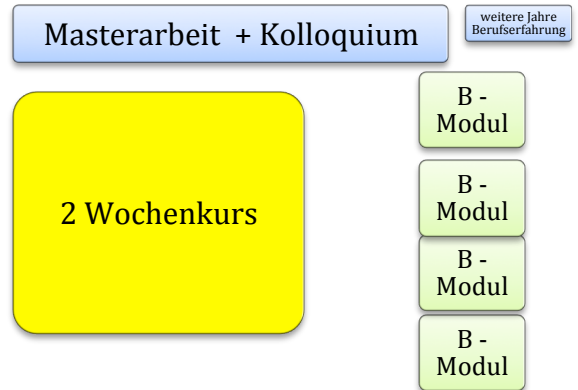 Masterarbeit + Kolloquium
weitere Jahre
Berufserfahrung
2 Wochenkurs
B -
Modul
B -
Modul
B -
Modul
B -
Modul